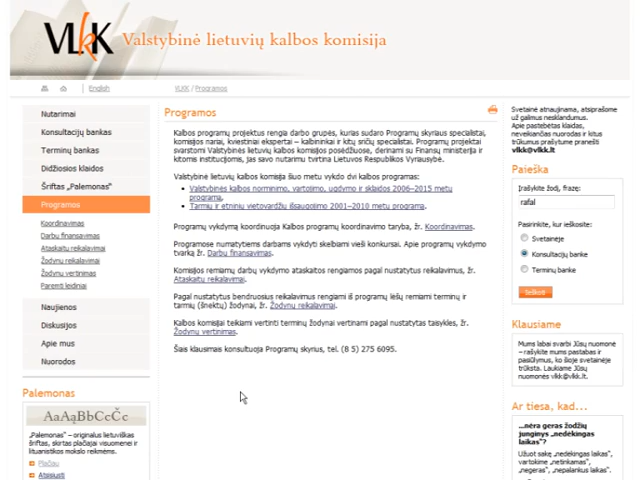 VLKK Valstybinė lietuvių kalbos komisija
English
VLKK / Programos
Nutarimai
Konsultacijų bankas
Terminų bankas
Didžiosios klaidos
Šriftas „Palemonas"
Programos
Koordinavimas
Darbų finansavimas
Ataskaitų reikalavimai
Žodynų reikalavimai
Žodynų vertinimas
Parenti leidiniai
Naujienos
Diskusijos
Apie mus
Nuorodos
Palemonas
AaĄąBbCcČč
„Palemonas" – originalus lietuviškas
šriftas, skirtas plačiajai visuomenei ir
lituanistikos mokslo reikmėms.
Plačiau
Atsisiųsti
Programos
Kalbos programų projektus rengia darbo grupės, kurias sudaro Programų skyriaus specialistai,
komisijos nariai, kviestiniai ekspertai – kalbininkai ir kitų sričių specialistai. Programų projektai
svarstomi Valstybinės lietuvių kalbos komisijos posėdžiuose, derinami su Finansų ministerija ir
kitomis institucijomis, jas savo nutarimu tvirtina Lietuvos Respublikos Vyriausybė.
Valstybinė lietuvių kalbos komisija šiuo metu vykdo dvi kalbos programas:
• Valstybinės kalbos norminimo, vartojimo, ugdymo ir sklaidos 2006–2015 metų
programą.
• Tarmių ir etninių vietovardžių išsaugojimo 2001–2010 metų programą.
Programų vykdymą koordinuoja Kalbos programų koordinavimo taryba, žr. Koordinavimas.
Programose numatytiems darbams vykdyti skelbiami vieši konkursai. Apie programų vykdymo
tvarką žr. Darbų finansavimas.
Komisijos remiamų darbų vykdymo ataskaitos rengiamos pagal nustatytus reikalavimus, žr.
Ataskaitų reikalavimai.
Pagal nustatytus bendruosius reikalavimus rengiami iš programų lėšų remiami terminų ir
tarmių (šnektų) žodynai, žr. Žodynų reikalavimai.
Kalbos komisijai teikiami vertinti terminų žodynai vertinami pagal nustatytas taisykles, žr.
Žodynų vertinimas.
Šiais klausimais konsultuoja Programų skyrius, tel. (8 5) 275 6095.
Svetainė atnaujinama, atsiprašome
už galimus nesklandumus.
Apie pastebėtas klaidas,
neveikiančias nuorodas ir kitus
trūkumus prašytume pranešti
vlkk@vlkk.lt
Paieška
Įrašykite žodį, frazę:
rafal
Pasirinkite, kur ieškosite:
Svetainėje
Konsultacijų banke
Terminų banke
Ieškoti
Klausiame
Mums labai svarbi Jūsų nuomonė
– rašykite mums pastabas ir
pasiūlymus, ko šioje svetainėje
trūksta. Laukiame Jūsų
nuomonės vlkk@vlkk.lt.
Ar tiesa, kad...
...nėra geras žodžių
junginys "nedėkingas
laikas"?
Užuot sakę „nedėkingas laikas",
vartokime „netinkamas",
„negeras", „nepalankus laikas".